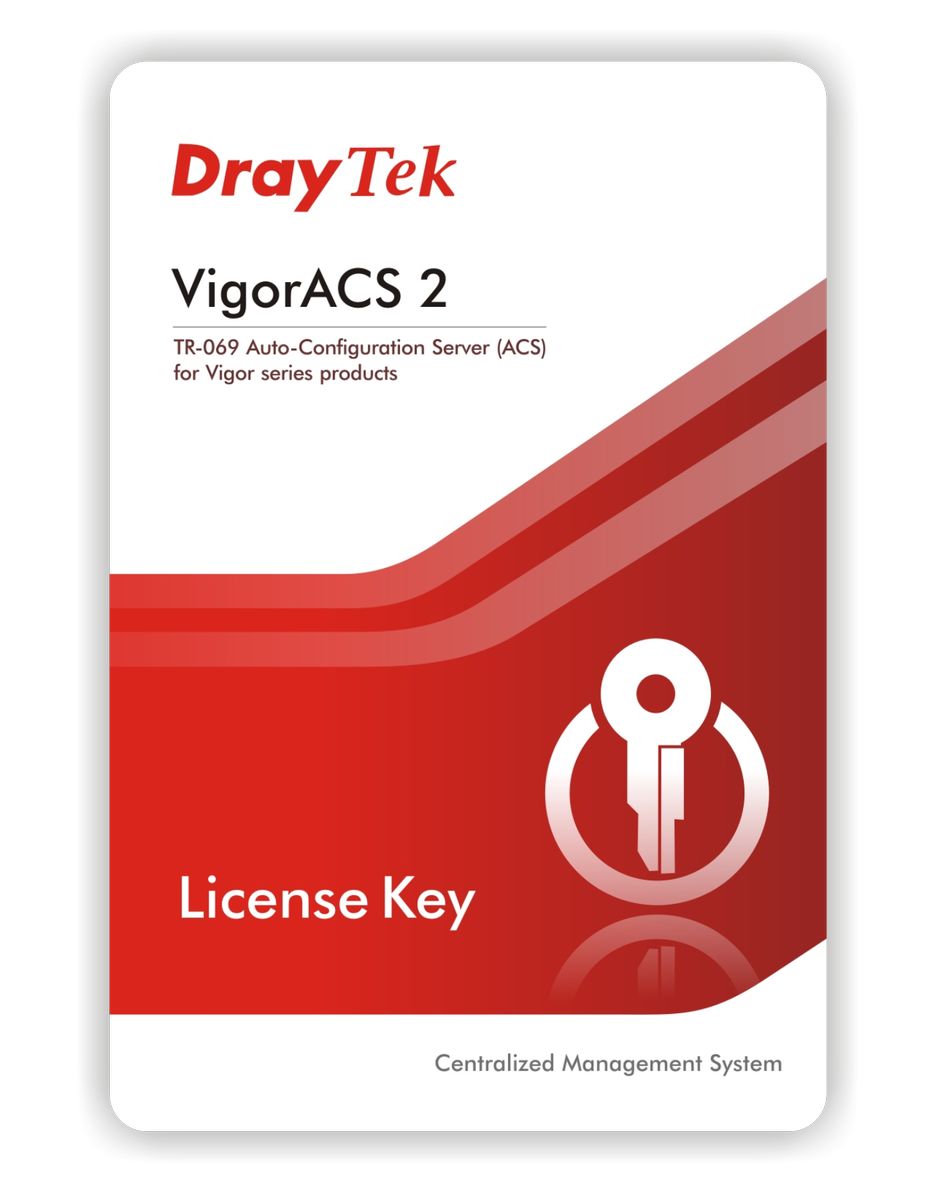 DrayTek
VigorACS 2
TR-069 Auto-Configuration Server (ACS)
for Vigor series products
License Key
Centralized Management System